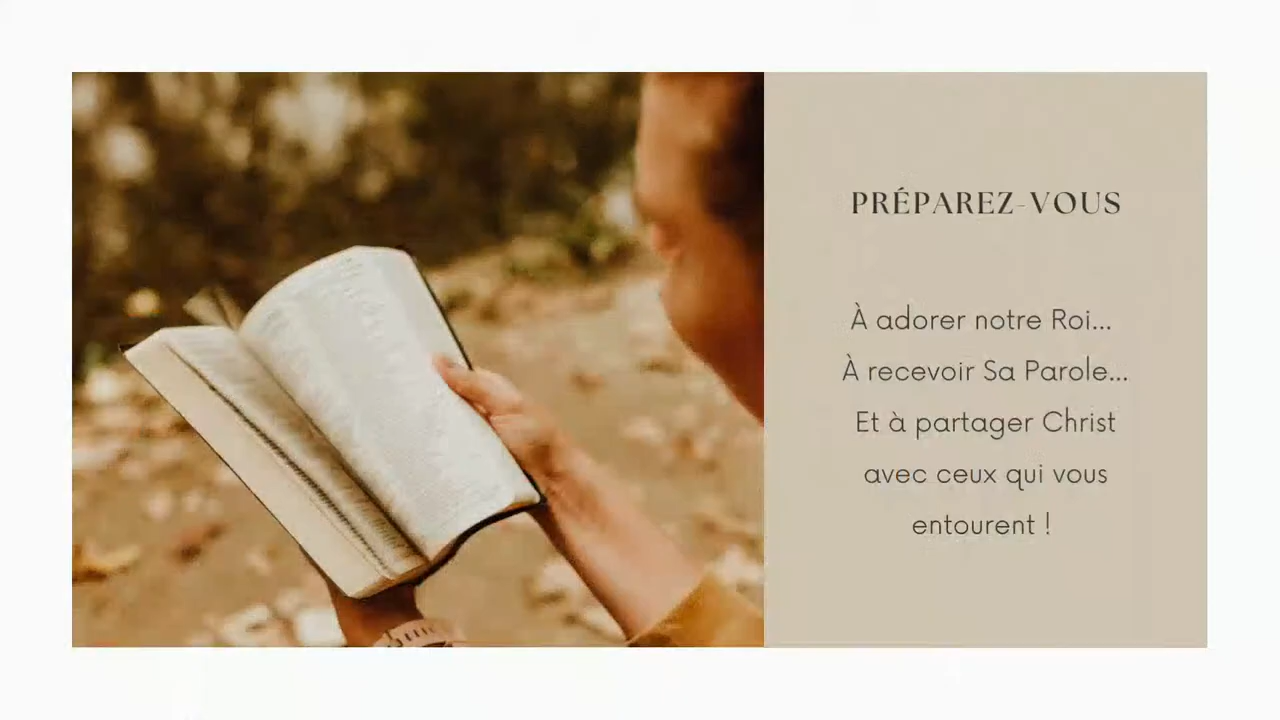 PRÉPAREZ-VOUS
À adorer notre Roi...
À recevoir Sa Parole...
Et à partager Christ
avec ceux qui vous
entourent !